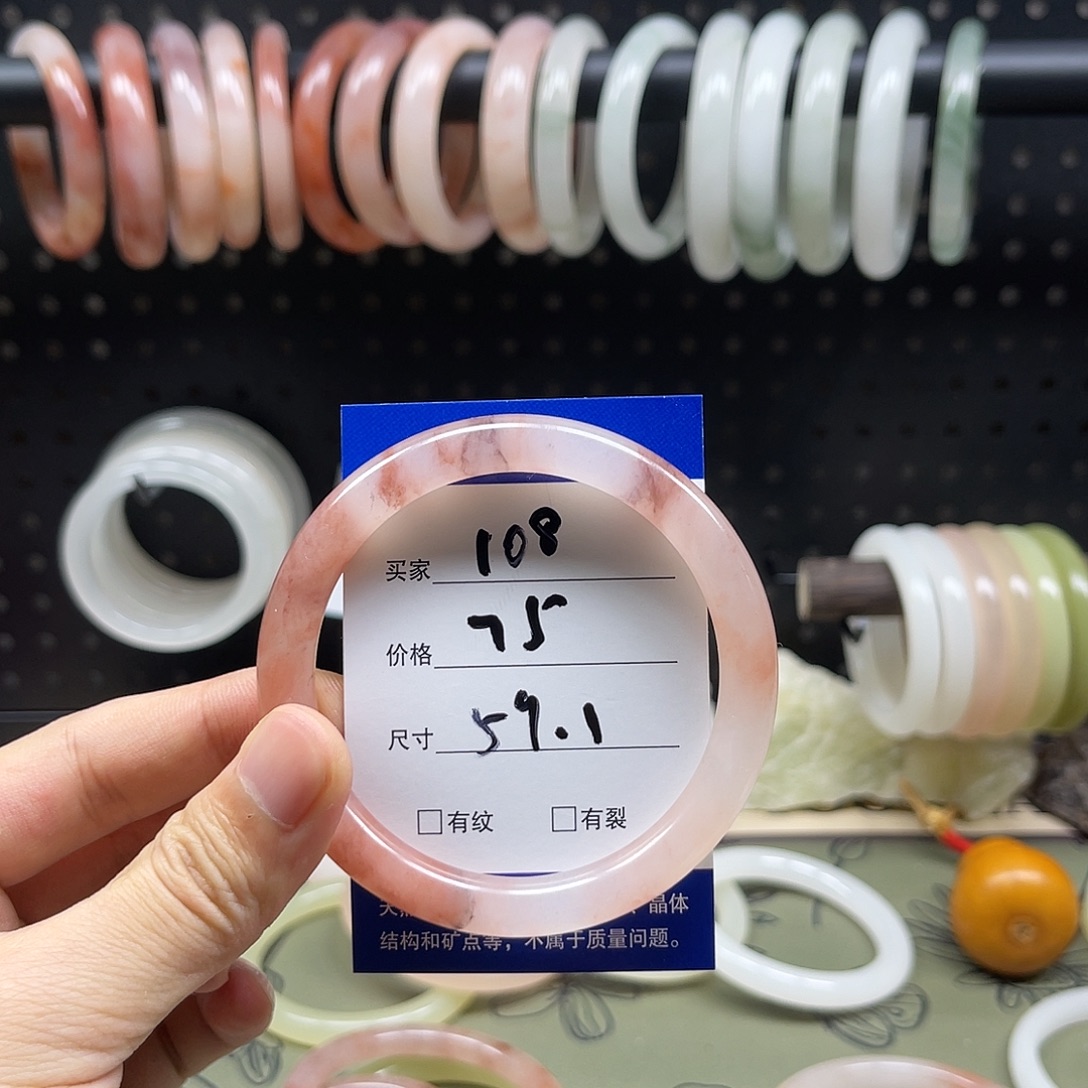 买家 108
价格 75
尺寸 59.1
□有纹 □有裂
晶体
结构和矿点等，不属于质量问题。